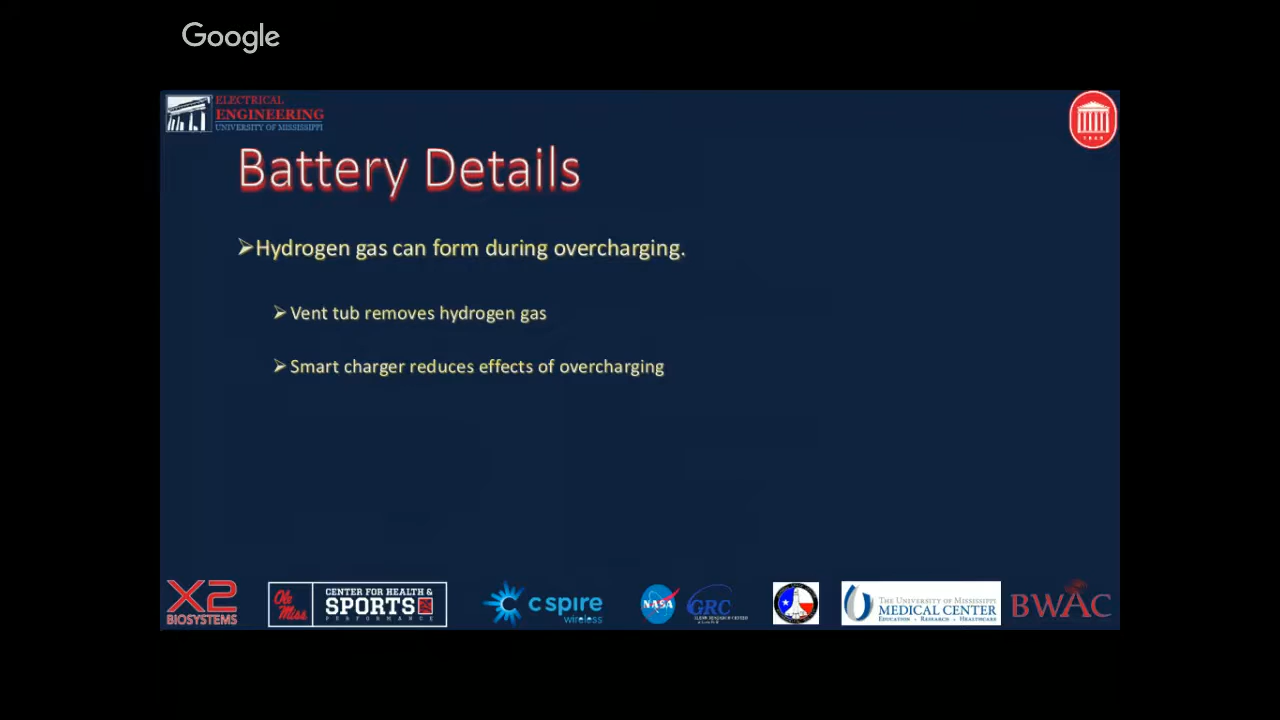 Google
ELECTRICAL
ENGINEERING
UNIVERSITY OF MISSISSIPPI
Battery Details
➢Hydrogen gas can form during overcharging.
➢Vent tub removes hydrogen gas
➢Smart charger reduces effects of overcharging
X2
BIOSYSTEMS
Ole
Miss
CENTER FOR HEALTH &
SPORTS
PERFORMANCE
c spire
wireless
NASA
GRC
THE UNIVERSITY OF MISSISSIPPI
MEDICAL CENTER
EDUCATION • RESEARCH • HEALTHCARE
BWAC